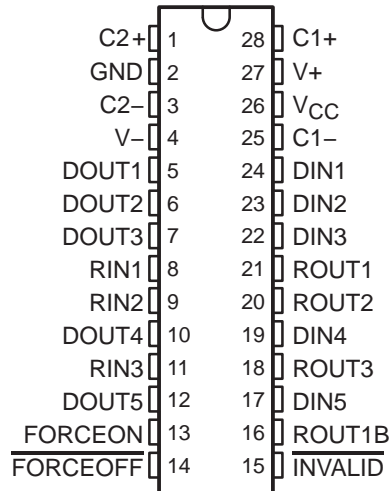 C2+ 1 28 C1+
GND 2 27 V+
C2− 3 26 VCC
V− 4 25 C1−
DOUT1 5 24 DIN1
DOUT2 6 23 DIN2
DOUT3 7 22 DIN3
RIN1 8 21 ROUT1
RIN2 9 20 ROUT2
DOUT4 10 19 DIN4
RIN3 11 18 ROUT3
DOUT5 12 17 DIN5
FORCEON 13 16 ROUT1B
FORCEOFF 14 15 INVALID